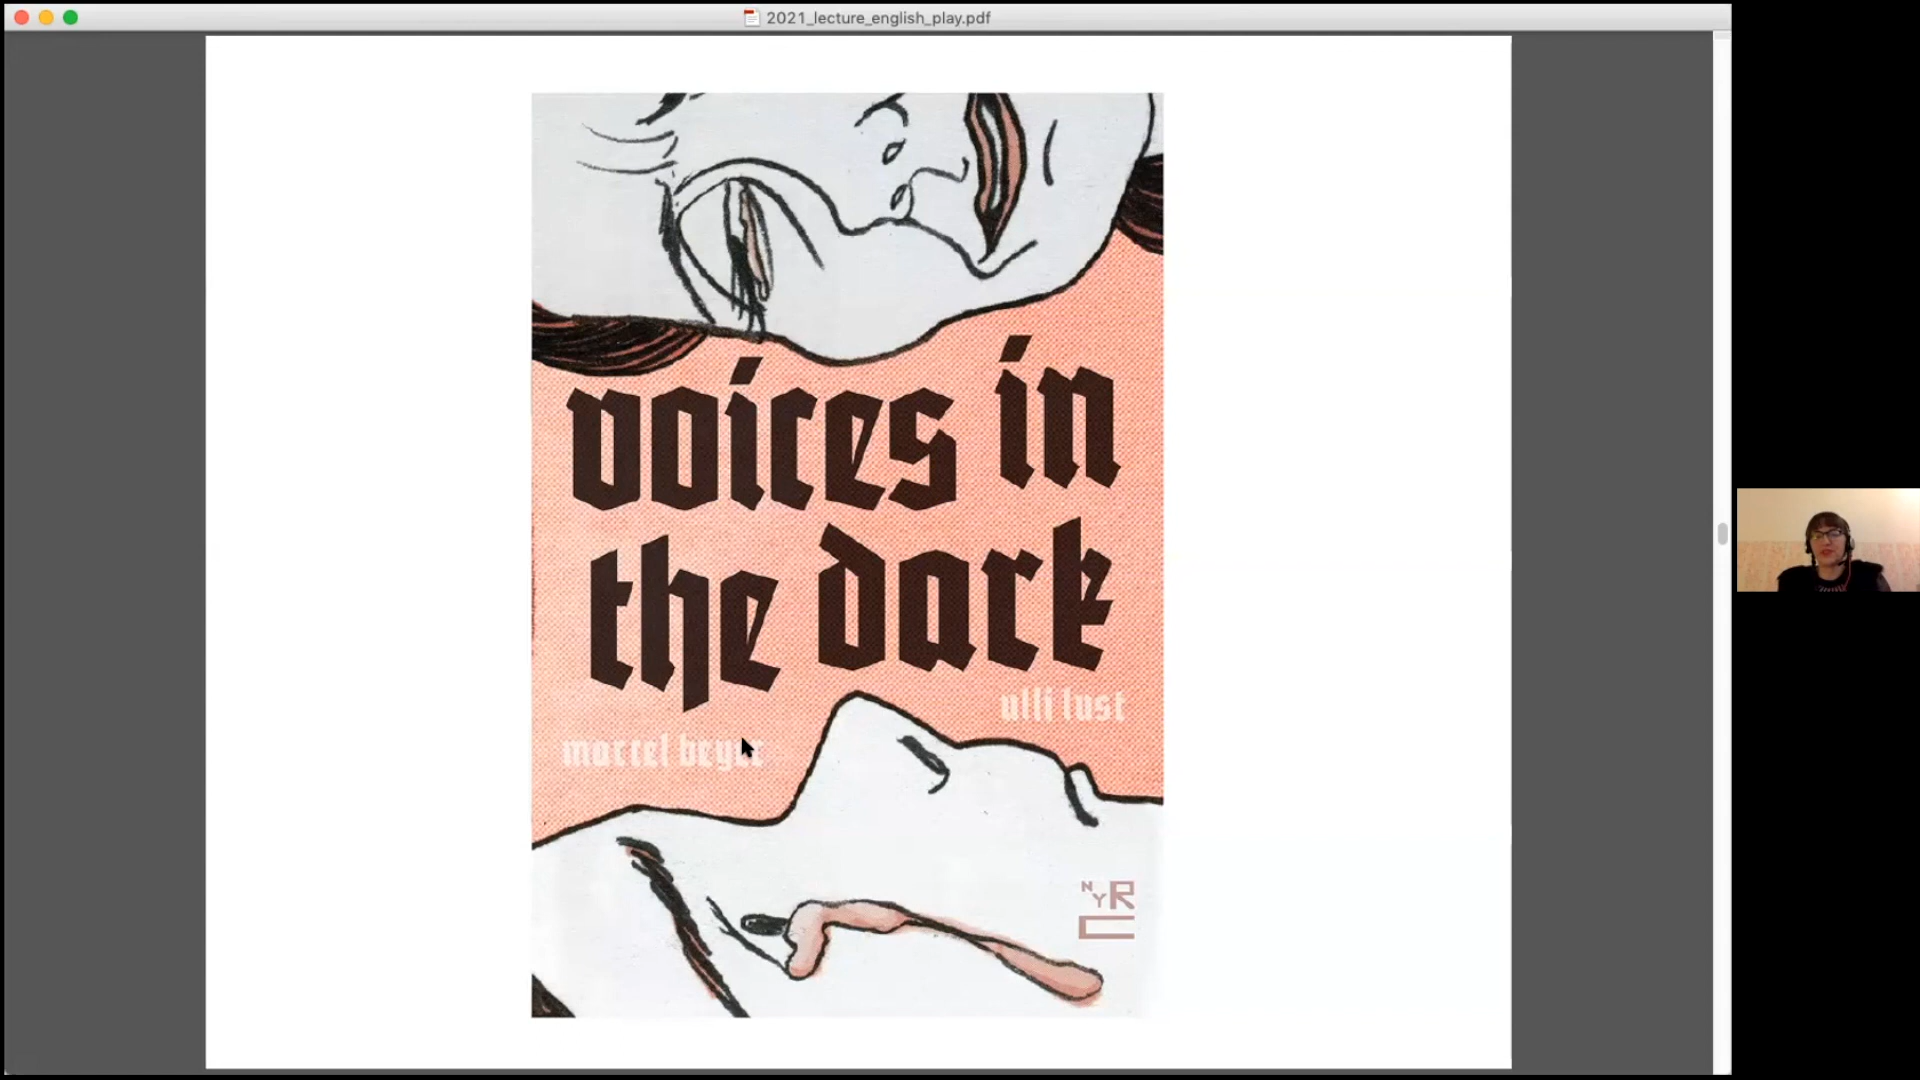 2021_lecture_english_play.pdf
voices in
the dark
ulli lust
marcel beyer
NYR
C